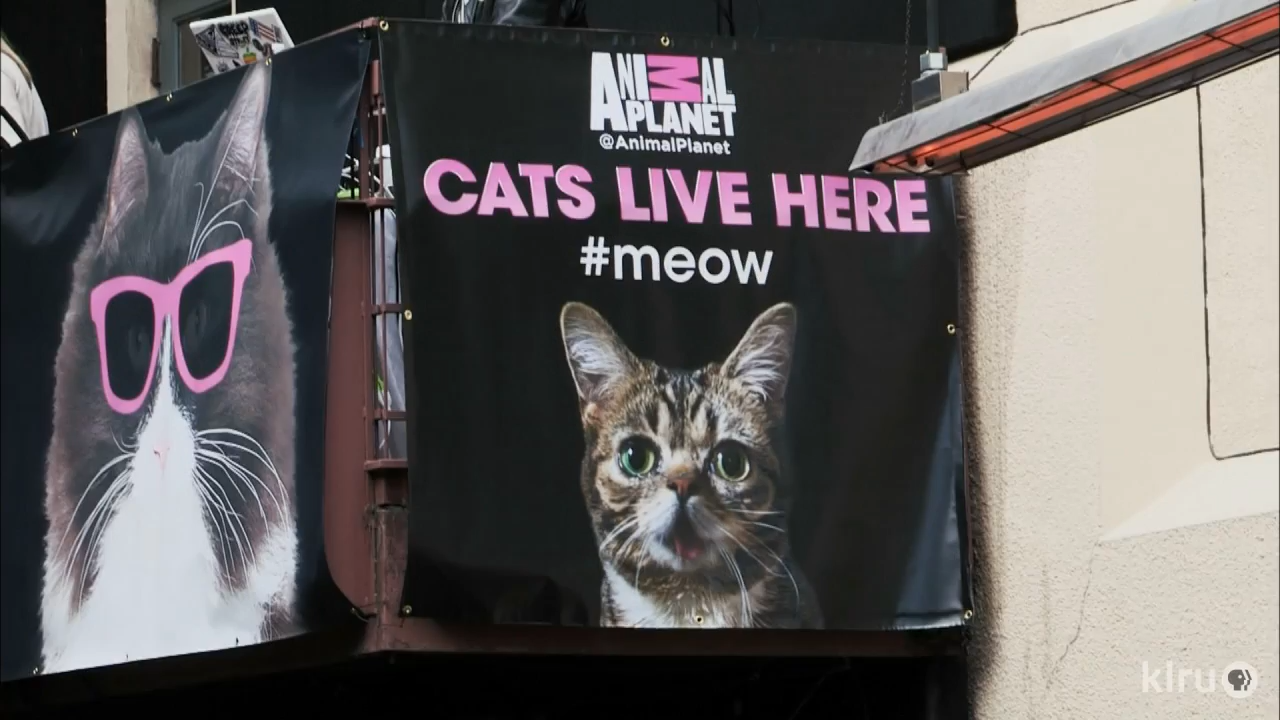 ANIMAL
PLANET
@AnimalPlanet
CATS LIVE HERE
#meow
klru